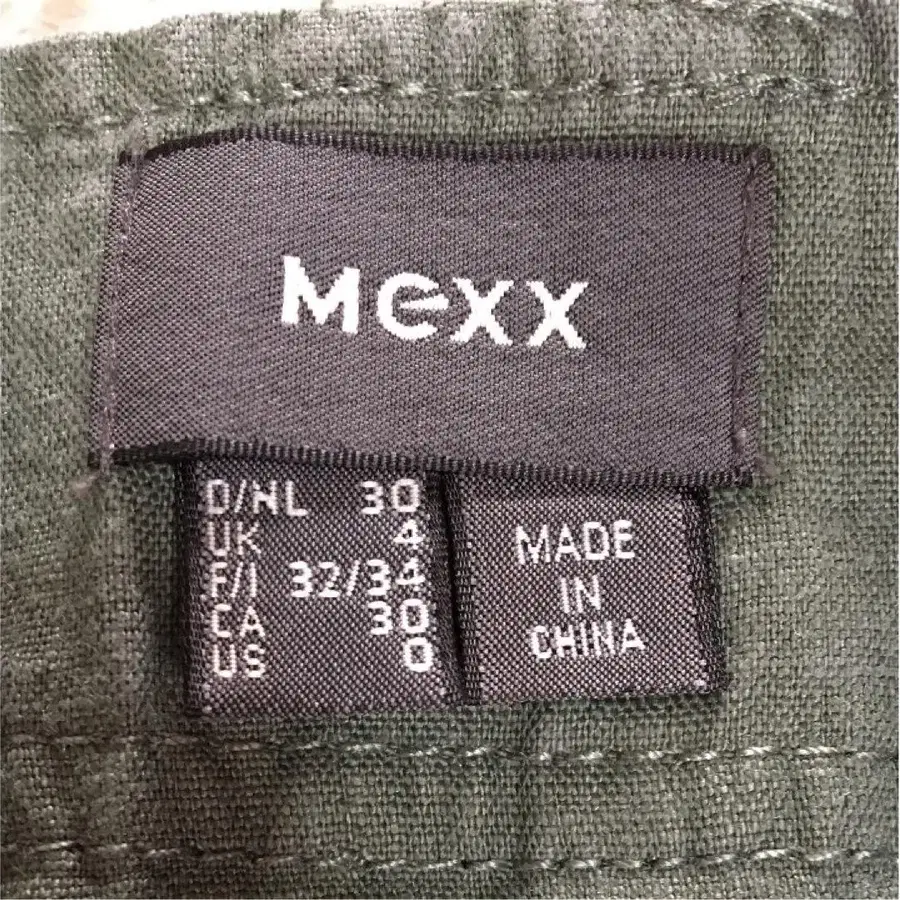 Mexx
D/NL 30
UK 4
F/I 32/34
CA 30
US 0
MADE
IN
CHINA